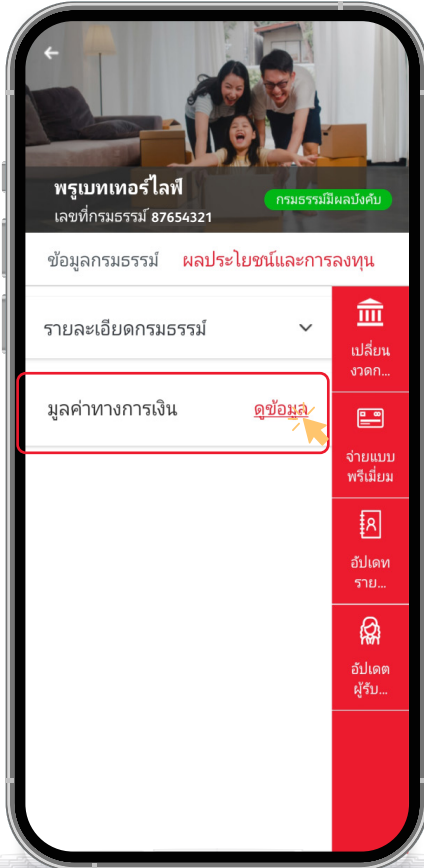 พรูเบทเทอร์ไลฟ์
เลขที่กรมธรรม์ 87654321
กรมธรรม์มีผลบังคับ
ข้อมูลกรมธรรม์ ผลประโยชน์และการลงทุน
รายละเอียดกรมธรรม์
เปลี่ยน
งวดก...
มูลค่าทางการเงิน ดูข้อมูล
จ่ายแบบ
พรีเมี่ยม
อัปเดท
ราย...
อัปเดต
ผู้รับ...